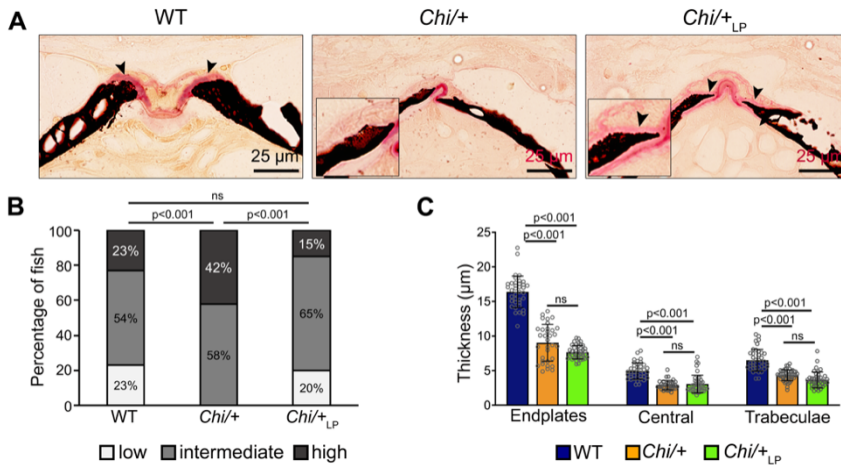 A
WT
Chi/+
Chi/+LP
25 µm
25 µm
25 µm
B
ns
p<0.001
p<0.001
Percentage of fish
100
80
60
40
20
0
23%
54%
23%
42%
58%
15%
65%
20%
WT
Chi/+
Chi/+LP
low
intermediate
high
C
Thickness (µm)
25
20
15
10
5
0
p<0.001
p<0.001
ns
p<0.001
p<0.001
ns
p<0.001
p<0.001
ns
Endplates
Central
Trabeculae
WT
Chi/+
Chi/+LP